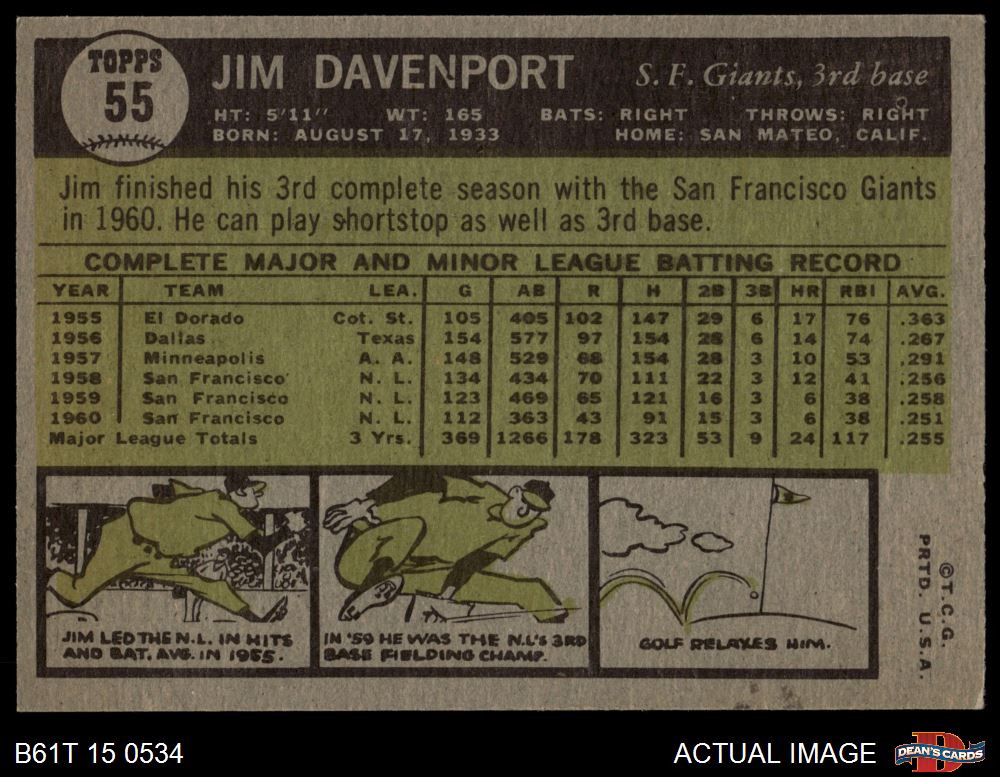 TOPPS
55
JIM DAVENPORT
S. F. Giants, 3rd base
HT: 5'11" WT: 165 BATS: RIGHT THROWS: RIGHT
BORN: AUGUST 17, 1933 HOME: SAN MATEO, CALIF.
Jim finished his 3rd complete season with the San Francisco Giants
in 1960. He can play shortstop as well as 3rd base.
COMPLETE MAJOR AND MINOR LEAGUE BATTING RECORD
YEAR TEAM LEA. G AB R H 2B 3B HR RBI AVG.
1955 El Dorado Cot. St. 105 405 102 147 29 6 17 76 .363
1956 Dallas Texas 154 577 97 154 28 6 14 74 .267
1957 Minneapolis A. A. 148 529 68 154 28 3 10 53 .291
1958 San Francisco N. L. 134 434 70 111 22 3 12 41 .256
1959 San Francisco N. L. 123 469 65 121 16 3 6 38 .258
1960 San Francisco N. L. 112 363 43 91 15 3 6 38 .251
Major League Totals 3 Yrs. 369 1266 178 323 53 9 24 117 .255
JIM LED THE N.L. IN HITS
AND BAT. AVG. IN 1955.
IN '59 HE WAS THE N.L'S 3RD
BASE FIELDING CHAMP.
GOLF RELAXES HIM.
© T. C. G.
PRTD. U. S. A.
B61T 15 0534
ACTUAL IMAGE
D
DEAN'S CARDS